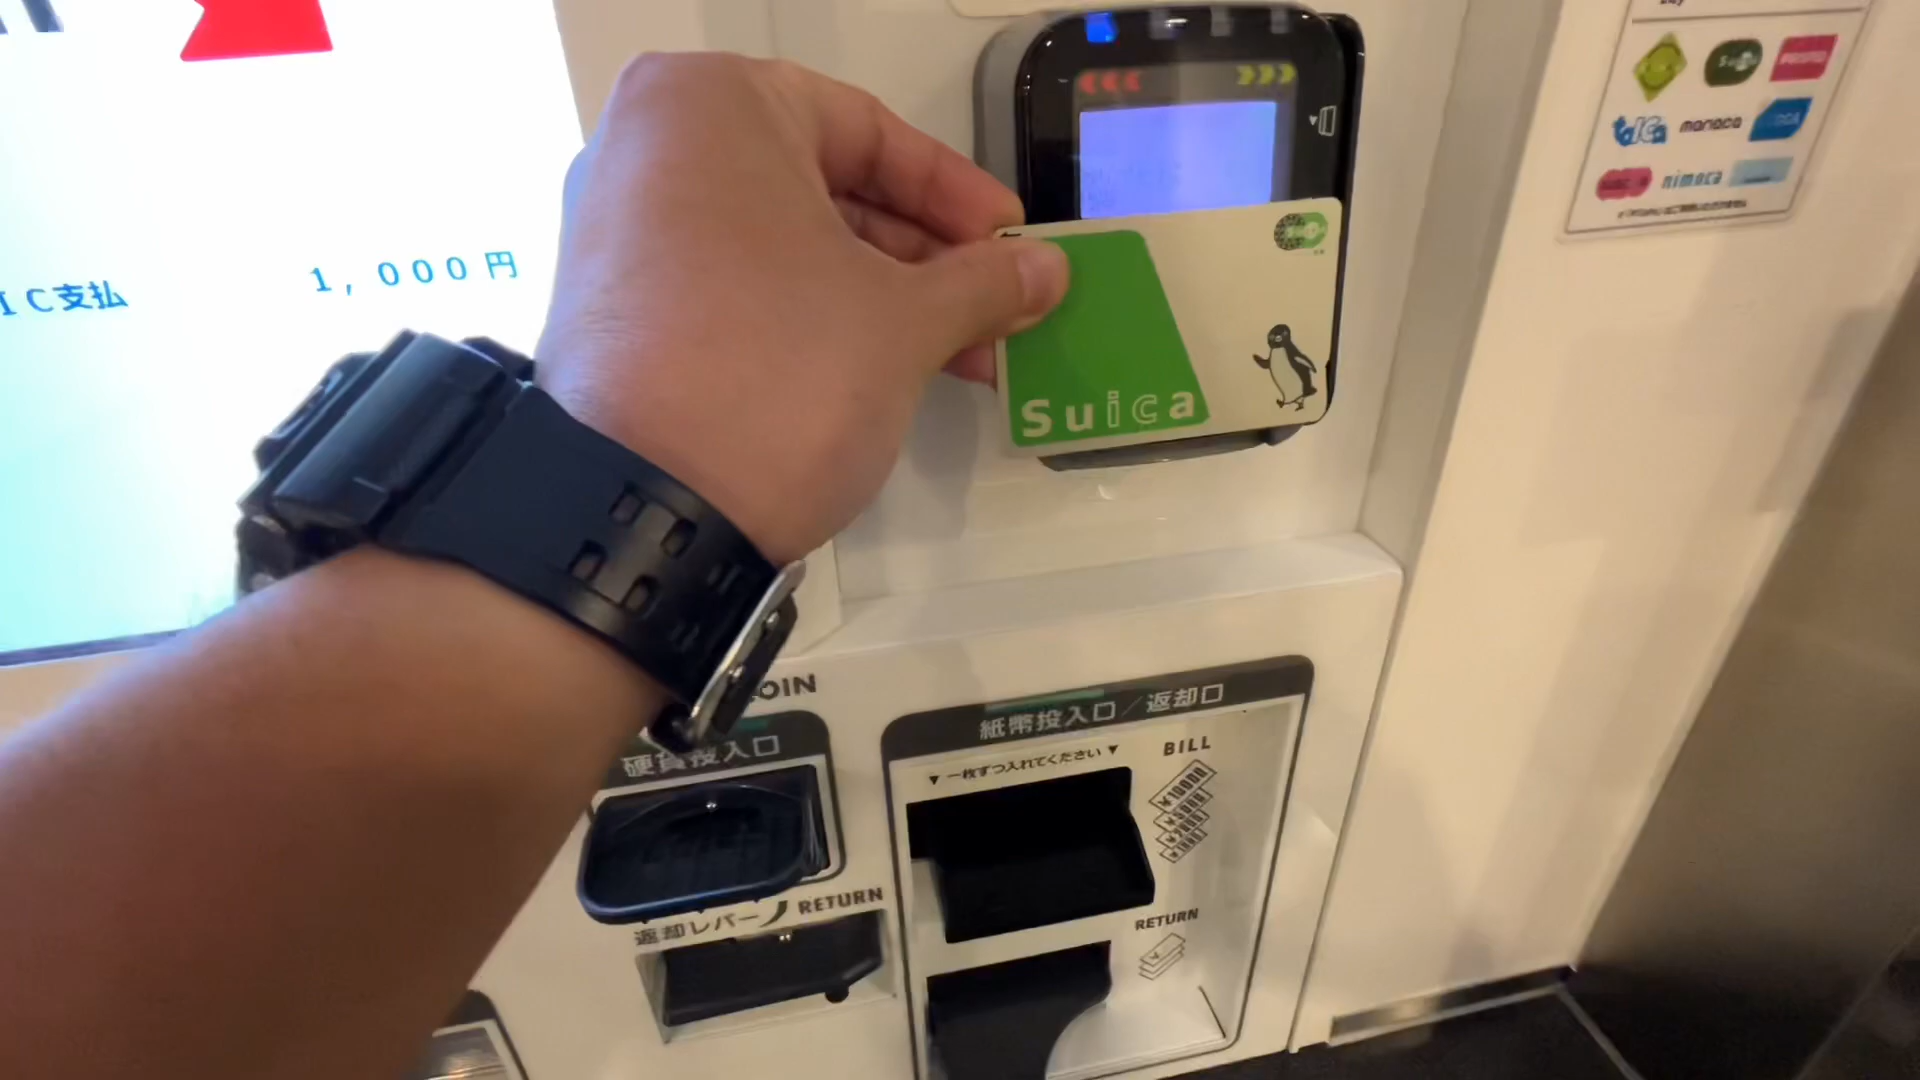 IC支払 1,000円
Suica
manaca
nimoca
COIN
硬貨投入口
返却レバー RETURN
紙幣投入口／返却口
▼一枚ずつ入れてください▼
BILL
RETURN